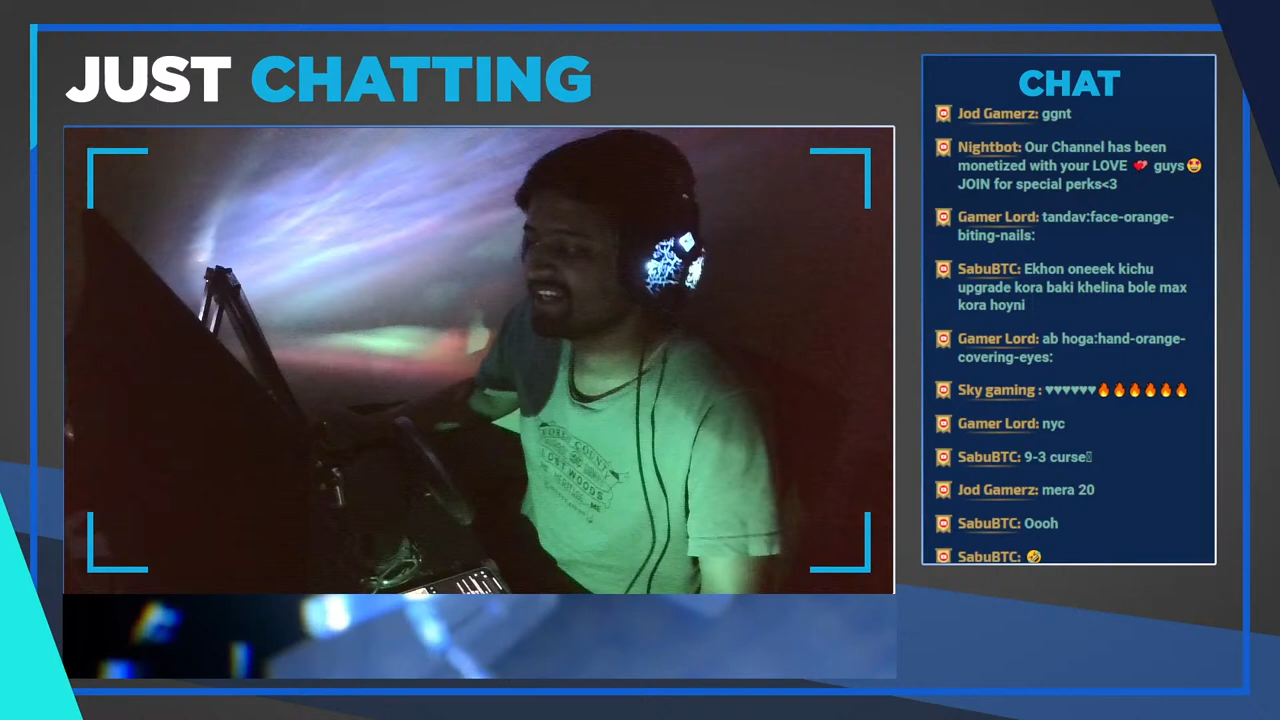 JUST CHATTING
CHAT
Jod Gamerz: ggnt
Nightbot: Our Channel has been
monetized with your LOVE 💕 guys🤩
JOIN for special perks<3
Gamer Lord: tandav:face-orange-
biting-nails:
SabuBTC: Ekhon oneeek kichu
upgrade kora baki khelina bole max
kora hoyni
Gamer Lord: ab hoga:hand-orange-
covering-eyes:
Sky gaming : ♥♥♥♥♥♥🔥🔥🔥🔥🔥🔥
Gamer Lord: nyc
SabuBTC: 9-3 curse
Jod Gamerz: mera 20
SabuBTC: Oooh
SabuBTC: 🤣
COUNT
LOST WOODS